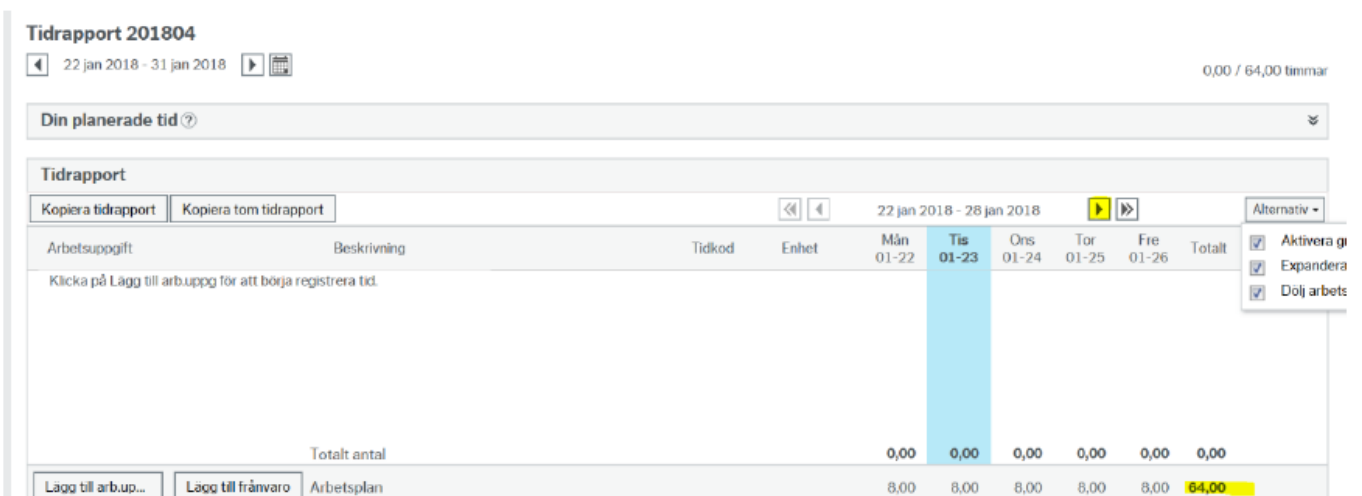 Tidrapport 201804
22 jan 2018 - 31 jan 2018
0,00 / 64,00 timmar
Din planerade tid ?
Tidrapport
Kopiera tidrapport Kopiera tom tidrapport 22 jan 2018 - 28 jan 2018 Alternativ
Arbetsuppgift Beskrivning Tidkod Enhet Mån 01-22 Tis 01-23 Ons 01-24 Tor 01-25 Fre 01-26 Totalt
Aktivera
Expandera
Dölj
Klicka på Lägg till arb.uppg för att börja registrera tid.
Totalt antal 0,00 0,00 0,00 0,00 0,00 0,00
Lägg till arb.up... Lägg till frånvaro Arbetsplan 8,00 8,00 8,00 8,00 8,00 64,00